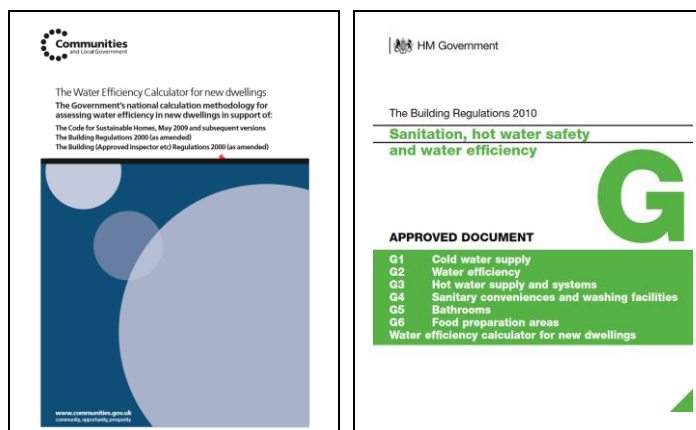 Communities
and Local Government
The Water Efficiency Calculator for new dwellings
The Government's national calculation methodology for
assessing water efficiency in new dwellings in support of:
The Code for Sustainable Homes, May 2009 and subsequent versions
The Building Regulations 2000 (as amended)
The Building (Approved Inspector etc) Regulations 2000 (as amended)
www.communities.gov.uk
community, opportunity, prosperity
HM Government
The Building Regulations 2010
Sanitation, hot water safety
and water efficiency
G
APPROVED DOCUMENT
G1 Cold water supply
G2 Water efficiency
G3 Hot water supply and systems
G4 Sanitary conveniences and washing facilities
G5 Bathrooms
G6 Food preparation areas
Water efficiency calculator for new dwellings